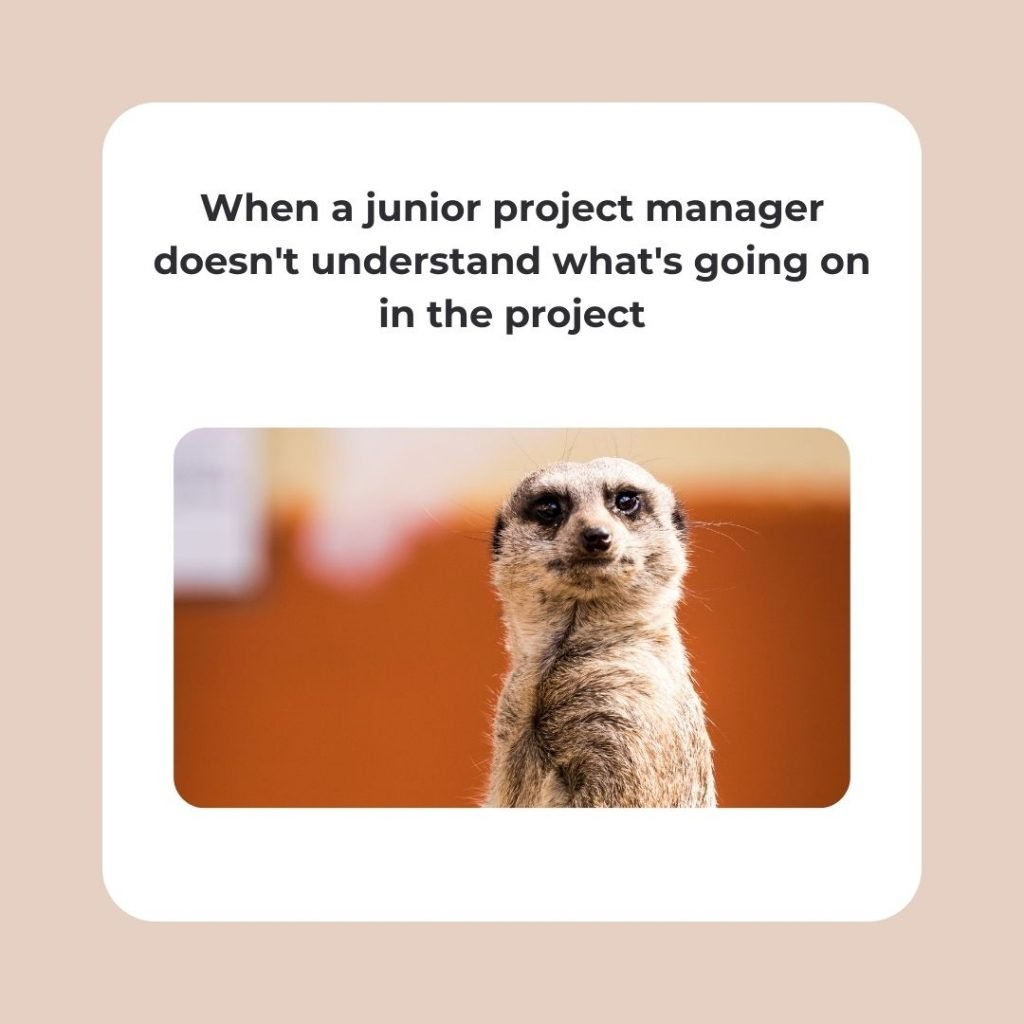 When a junior project manager
doesn't understand what's going on
in the project